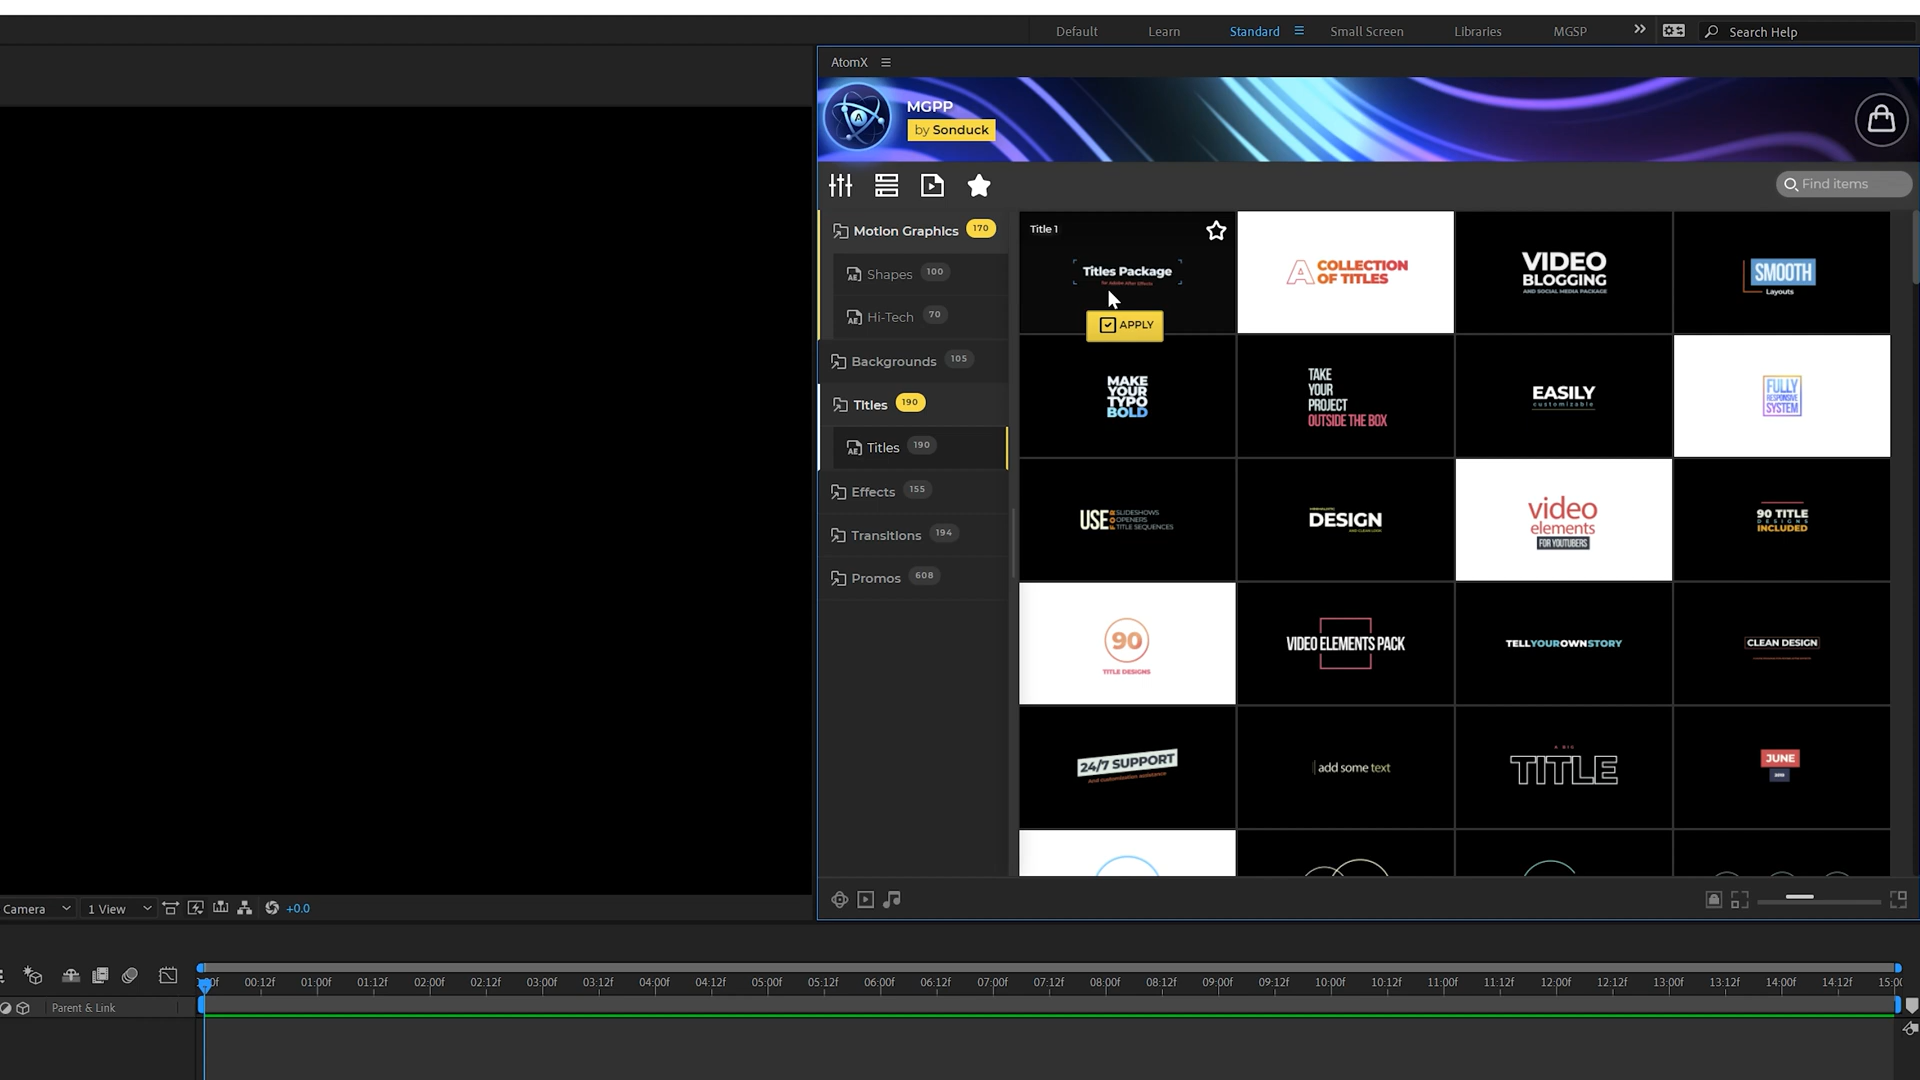 Default Learn Standard Small Screen Libraries MGSP Search Help
AtomX
MGPP
by Sonduck
A
Find items
Motion Graphics 170
Shapes 100
Hi-Tech 70
Backgrounds 105
Titles 190
Titles 190
Effects 155
Transitions 194
Promos 608
Title 1
Titles Package
for Adobe After Effects
APPLY
A COLLECTION
OF TITLES
VIDEO
BLOGGING
AND SOCIAL MEDIA PACKAGE
SMOOTH
Layouts
MAKE
YOUR
TYPO
BOLD
TAKE
YOUR
PROJECT
OUTSIDE THE BOX
EASILY
customizable
FULLY
RESPONSIVE
SYSTEM
USE FOR SLIDESHOWS
OPENERS
TITLE SEQUENCES
DESIGN
video
elements
FOR YOUTUBERS
90 TITLE
DESIGNS
INCLUDED
90
TITLE DESIGNS
VIDEO ELEMENTS PACK
TELLYOUROWNSTORY
CLEAN DESIGN
24/7 SUPPORT
And customization assistance
add some text
A BIG
TITLE
JUNE
Camera 1 View +0.0
00:12f 01:00f 01:12f 02:00f 02:12f 03:00f 03:12f 04:00f 04:12f 05:00f 05:12f 06:00f 06:12f 07:00f 07:12f 08:00f 08:12f 09:00f 09:12f 10:00f 10:12f 11:00f 11:12f 12:00f 12:12f 13:00f 13:12f 14:00f 14:12f 15:00
Parent & Link